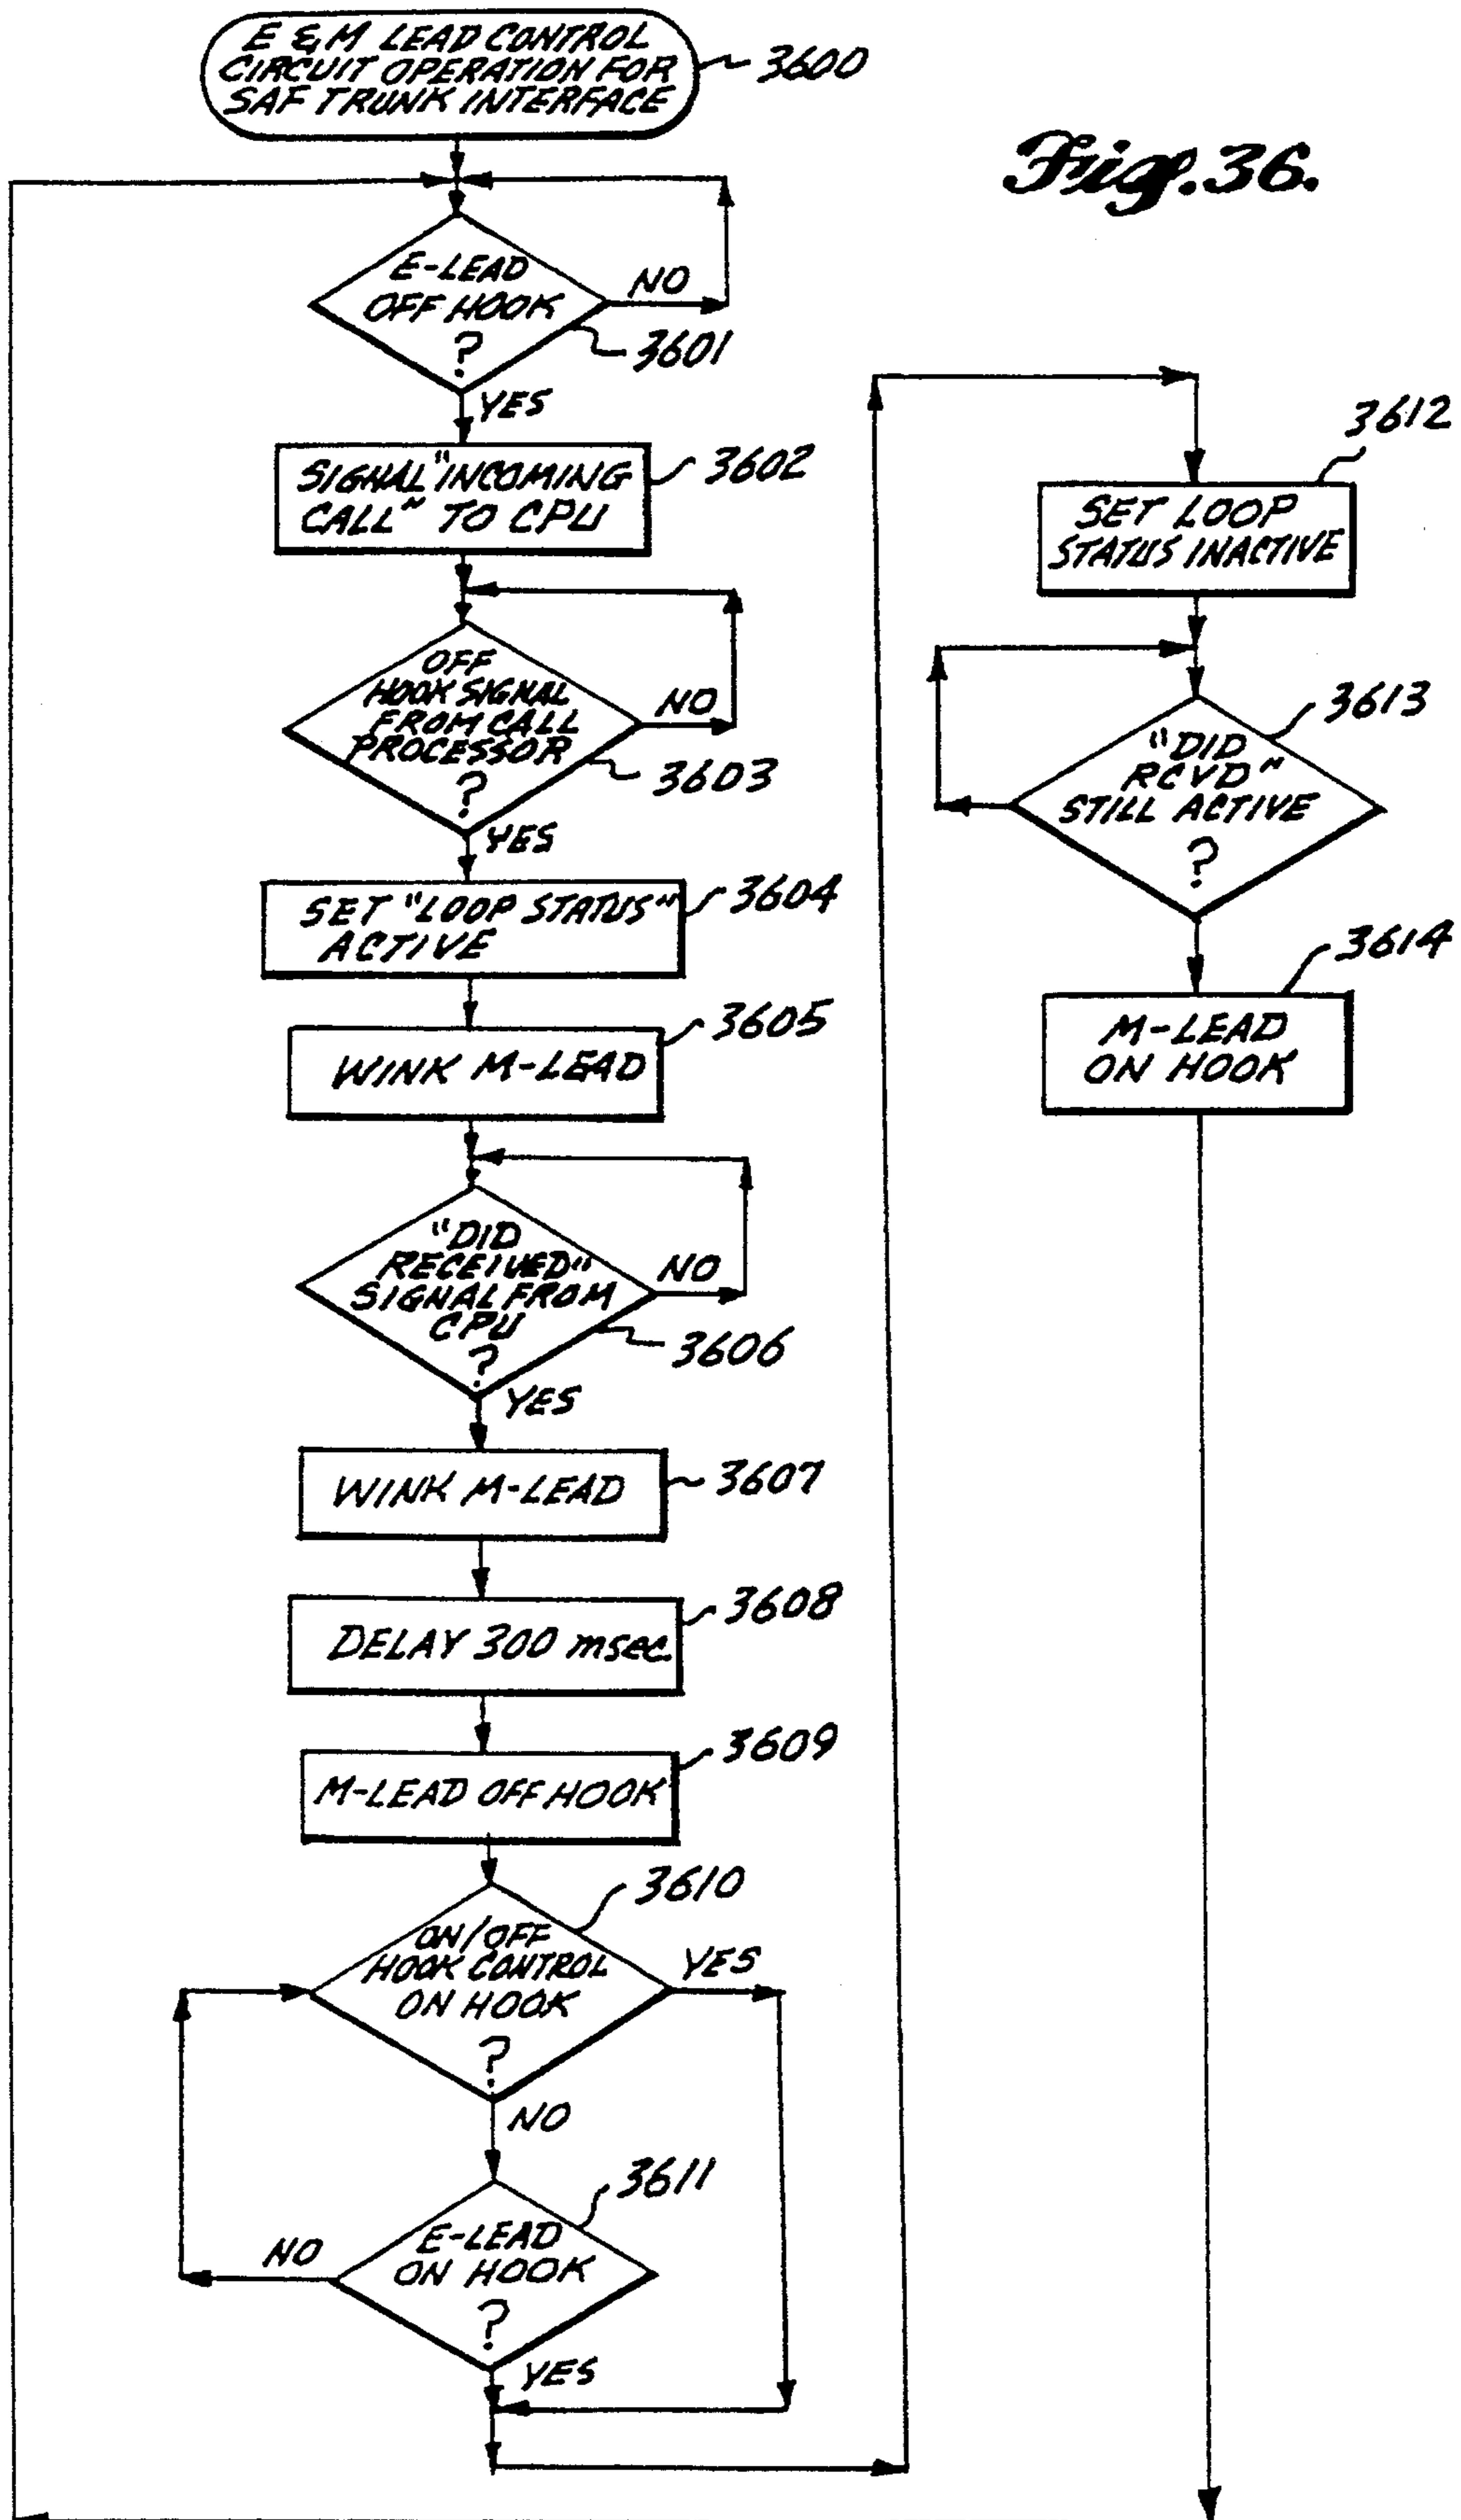 E & M LEAD CONTROL
CIRCUIT OPERATION FOR
SAF TRUNK INTERFACE
3600
Fig. 36.
E-LEAD
OFF HOOK
?
NO
3601
YES
SIGNAL "INCOMING
CALL" TO CPU
3602
OFF
HOOK SIGNAL
FROM CALL
PROCESSOR
?
NO
3603
YES
SET "LOOP STATUS"
ACTIVE
3604
WINK M-LEAD
3605
"DID
RECEIVED"
SIGNAL FROM
CPU
?
NO
3606
YES
WINK M-LEAD
3607
DELAY 300 msec.
3608
M-LEAD OFF HOOK
3609
ON/OFF
HOOK CONTROL
ON HOOK
?
3610
YES
NO
E-LEAD
ON HOOK
?
3611
NO
YES
3612
SET LOOP
STATUS INACTIVE
3613
"DID
RCVD"
STILL ACTIVE
?
3614
M-LEAD
ON HOOK